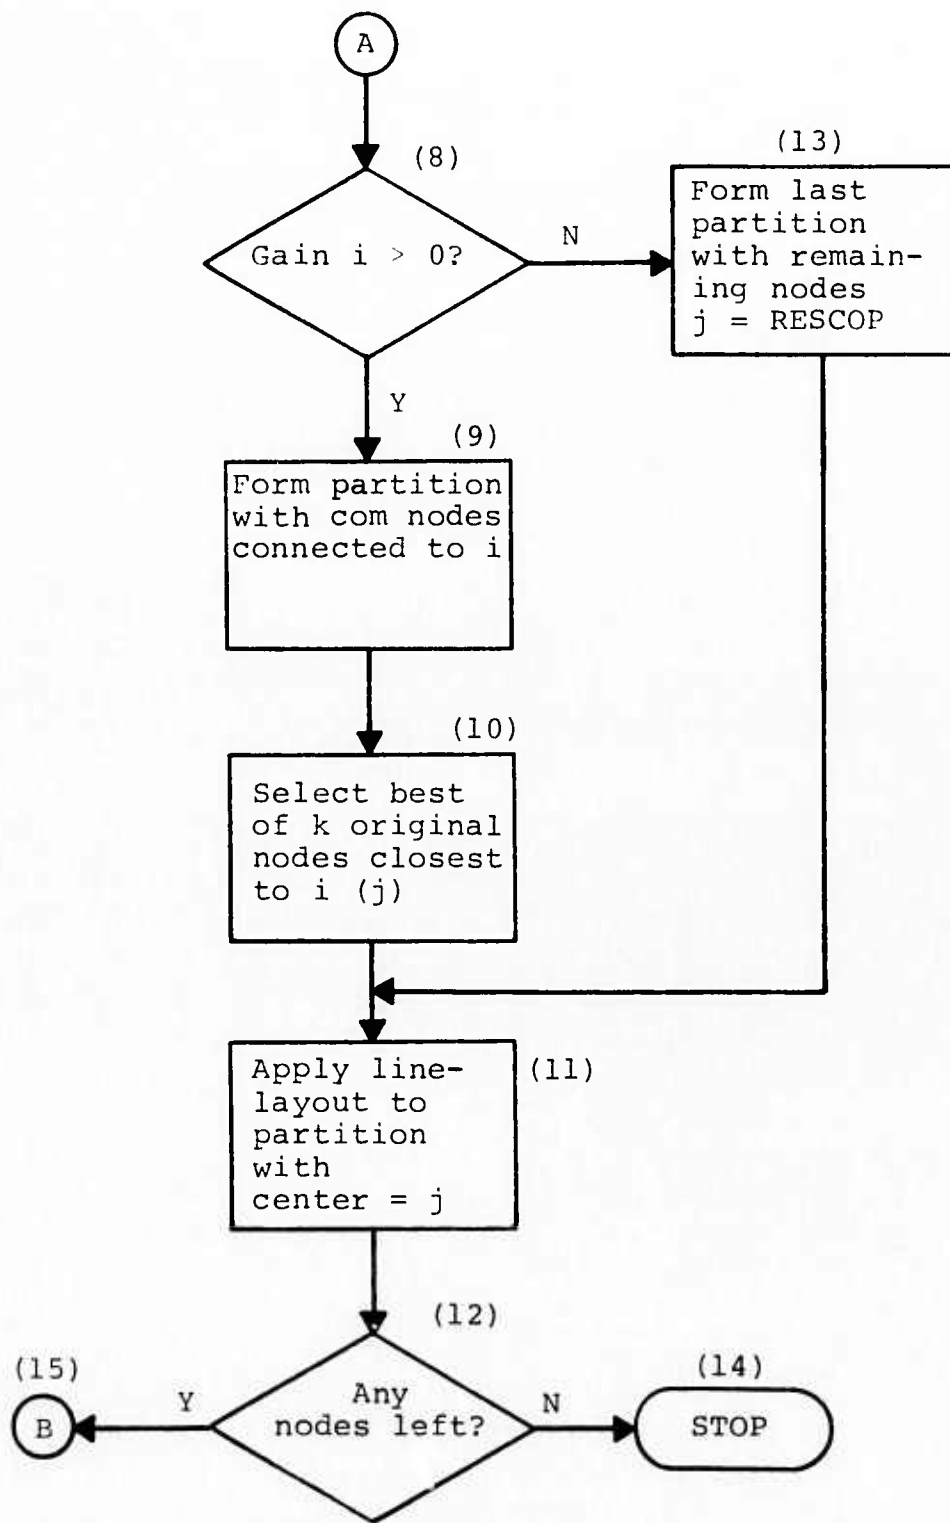 A
(8)
Gain i > 0?
N
(13)
Form last
partition
with remain-
ing nodes
j = RESCOP
Y
(9)
Form partition
with com nodes
connected to i
(10)
Select best
of k original
nodes closest
to i (j)
Apply line-
layout to
partition
with
center = j
(11)
(12)
Any
nodes left?
Y
(15)
B
N
(14)
STOP